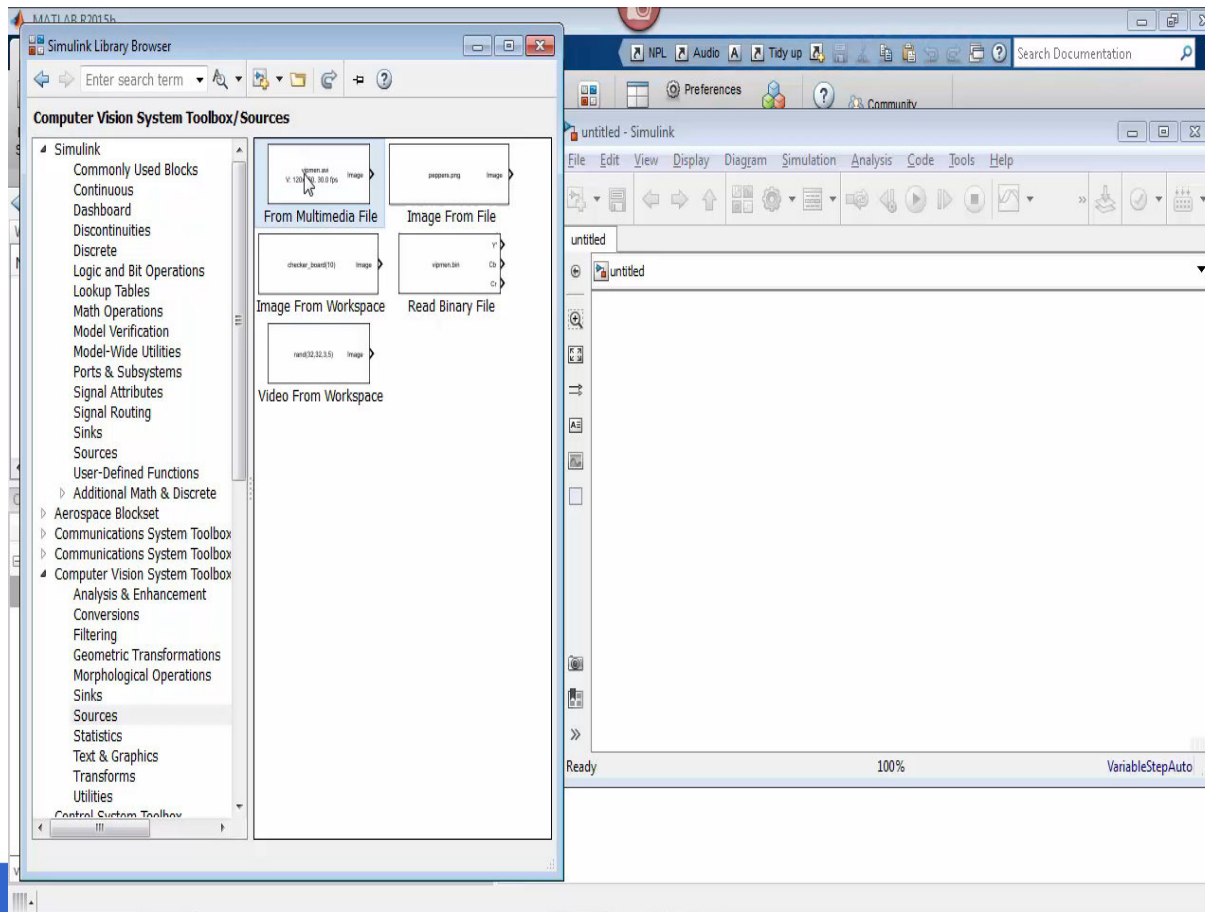 MATLAB R2015b
NPL Audio A Tidy up Search Documentation
Preferences Community
Simulink Library Browser
Enter search term
Computer Vision System Toolbox/Sources
Simulink
Commonly Used Blocks
Continuous
Dashboard
Discontinuities
Discrete
Logic and Bit Operations
Lookup Tables
Math Operations
Model Verification
Model-Wide Utilities
Ports & Subsystems
Signal Attributes
Signal Routing
Sinks
Sources
User-Defined Functions
Additional Math & Discrete
Aerospace Blockset
Communications System Toolbox
Communications System Toolbox
Computer Vision System Toolbox
Analysis & Enhancement
Conversions
Filtering
Geometric Transformations
Morphological Operations
Sinks
Sources
Statistics
Text & Graphics
Transforms
Utilities
Control System Toolbox
vipmen.avi
30.0 fps Image
From Multimedia File
peppers.png Image
Image From File
checker_board(10) Image
Image From Workspace
vipmen.bin
Y'
Cb
Cr
Read Binary File
rand(32,32,3,5) Image
Video From Workspace
untitled - Simulink
File Edit View Display Diagram Simulation Analysis Code Tools Help
untitled
untitled
Ready 100% VariableStepAuto